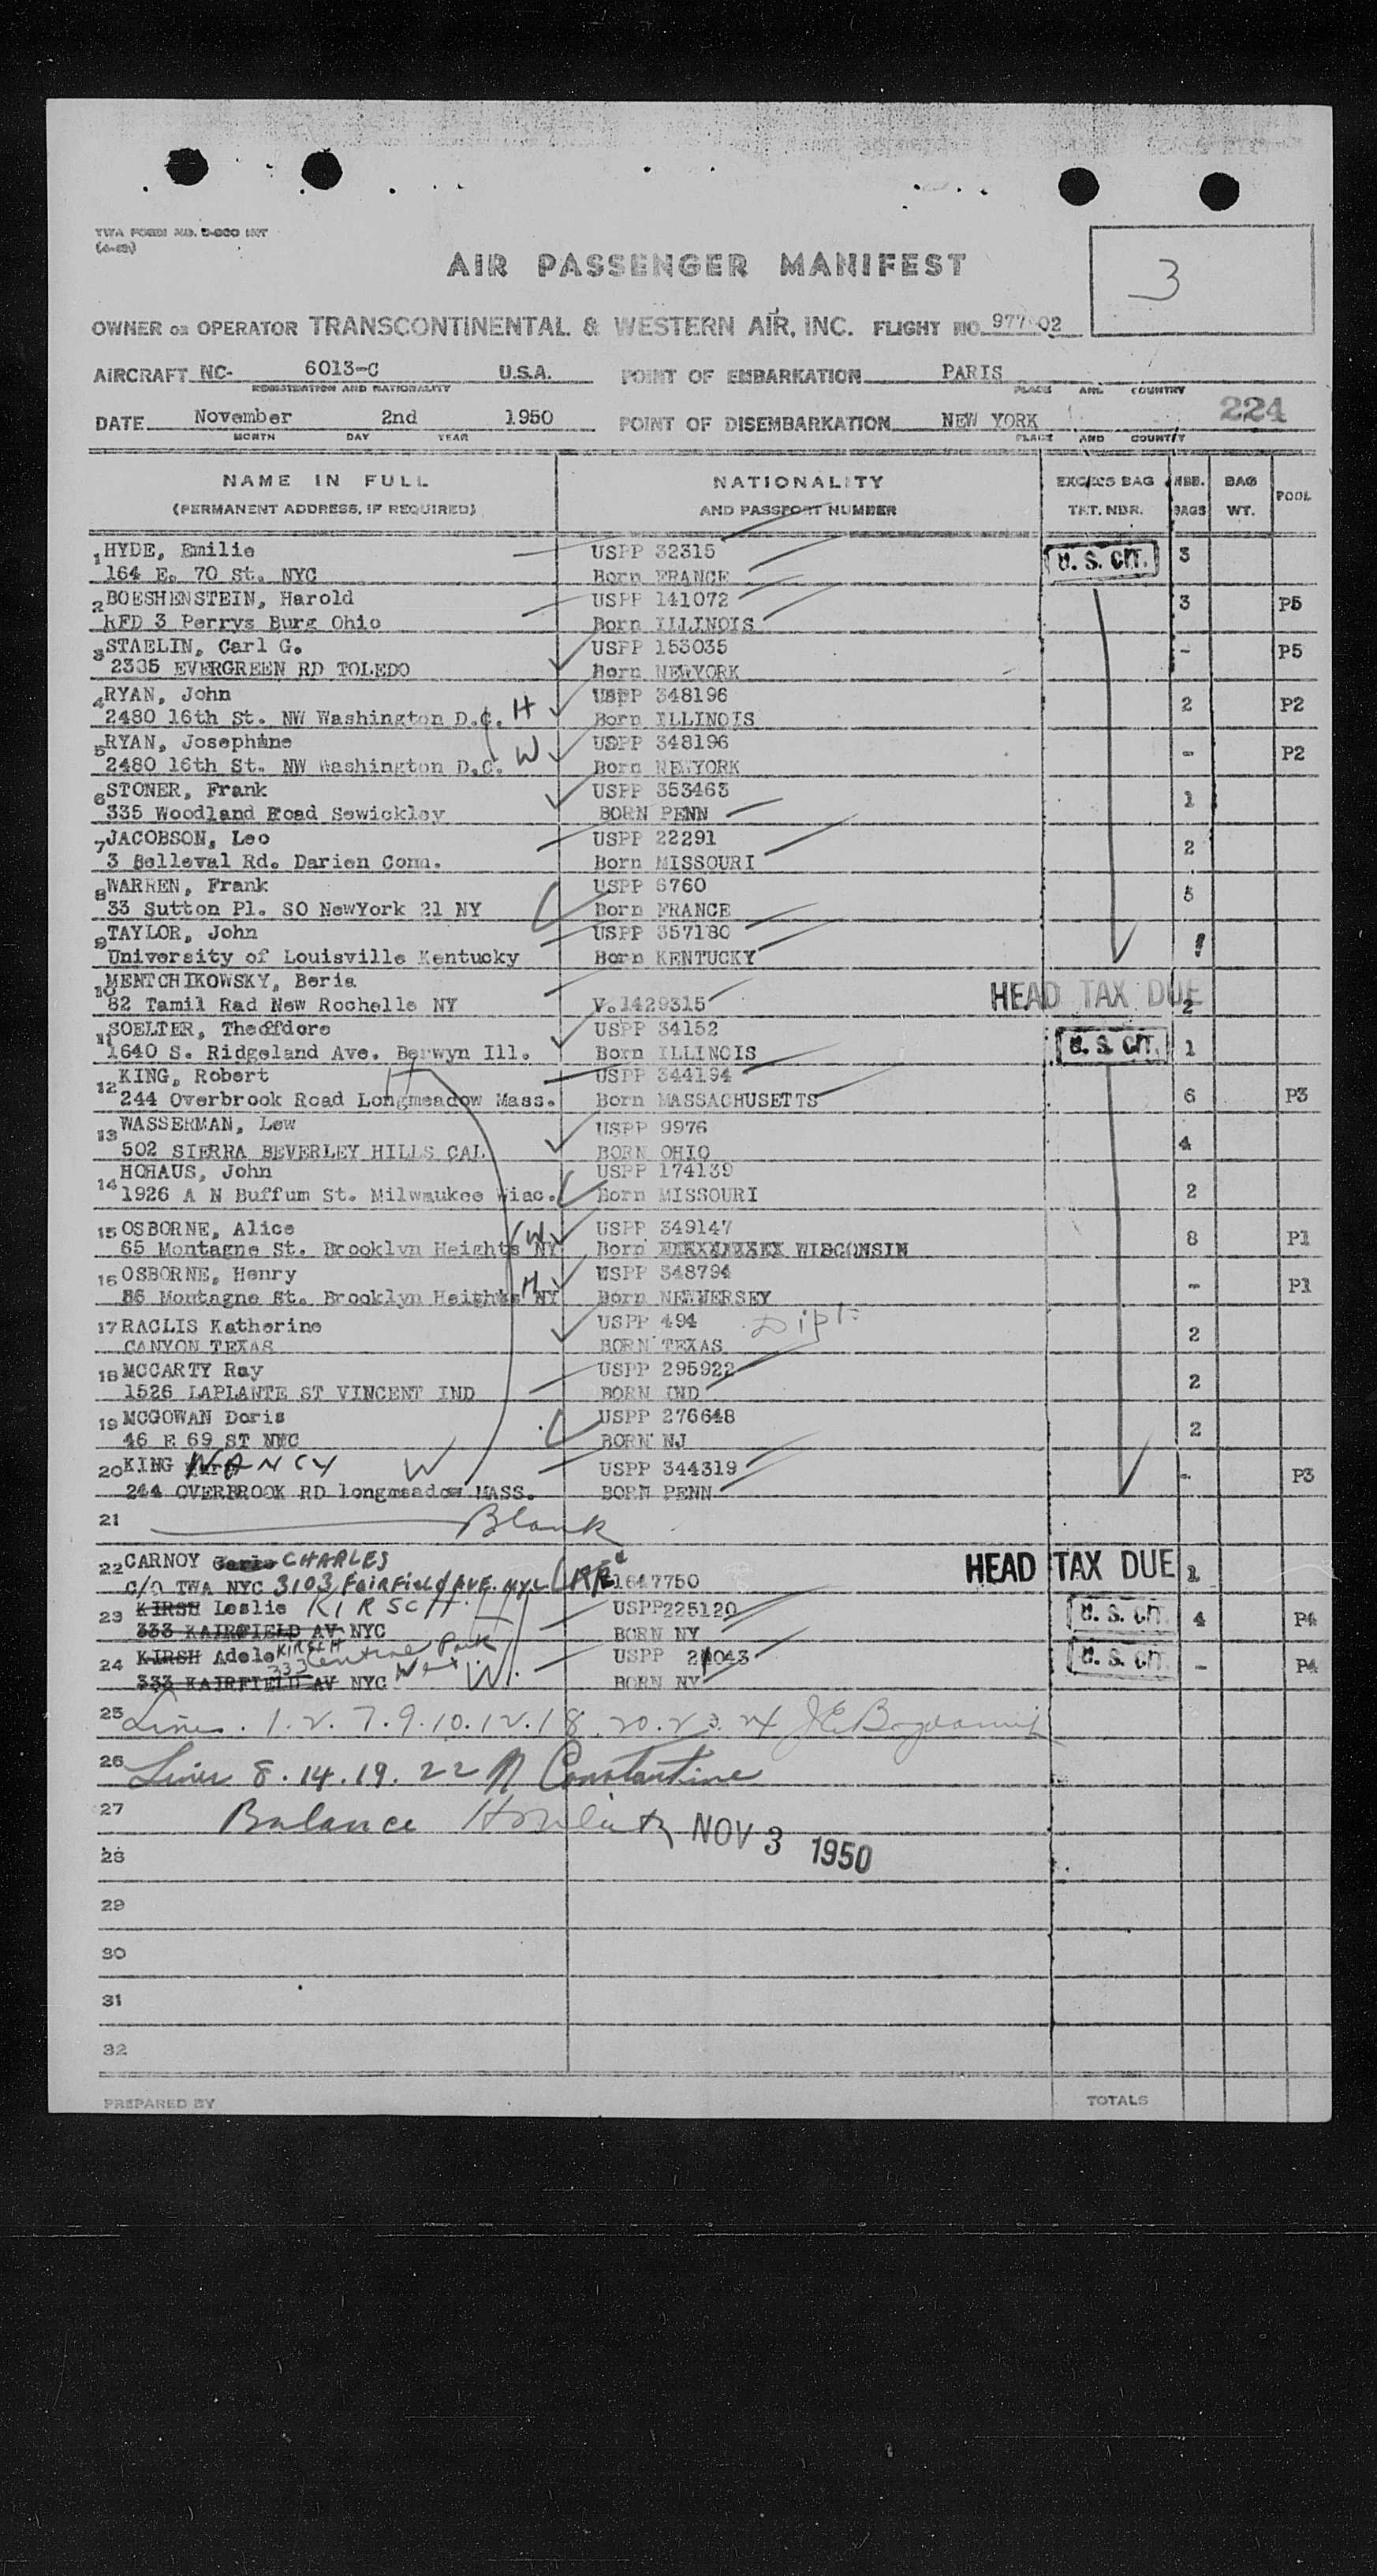 TWA FORM NO. D-800 INT
3
AIR PASSENGER MANIFEST
OWNER OR OPERATOR TRANSCONTINENTAL & WESTERN AIR, INC. FLIGHT NO. 977 02
AIRCRAFT NC- 6013-C U.S.A. POINT OF EMBARKATION PARIS
REGISTRATION AND NATIONALITY PLACE AND COUNTRY
224
DATE November 2nd 1950 POINT OF DISEMBARKATION NEW YORK
MONTH DAY YEAR PLACE AND COUNTRY
NAME IN FULL NATIONALITY EXCESS BAG NBR. BAG POOL
(PERMANENT ADDRESS, IF REQUIRED) AND PASSPORT NUMBER TKT. NBR. BAGS WT.
1 HYDE, Emilie USPP 32315 U. S. CIT. 3
164 E. 70 St. NYC Born FRANCE
2 BOESHENSTEIN, Harold USPP 141072 3 P5
RFD 3 Perrys Burg Ohio Born ILLINOIS
3 STAELIN, Carl G. USPP 153035 - P5
2335 EVERGREEN RD TOLEDO Born NEWYORK
4 RYAN, John USPP 348196 2 P2
2480 16th St. NW Washington D.C. H Born ILLINOIS
5 RYAN, Josephine USPP 348196 - P2
2480 16th St. NW Washington D.C. W Born NEWYORK
6 STONER, Frank USPP 353463 1
335 Woodland Road Sewickley BORN PENN
7 JACOBSON, Leo USPP 22291 2
3 Belleval Rd. Darien Conn. Born MISSOURI
8 WARREN, Frank USPP 6760 5
33 Sutton Pl. SO NewYork 21 NY Born FRANCE
9 TAYLOR, John USPP 357180 1
University of Louisville Kentucky Born KENTUCKY
10 MENTCHIKOWSKY, Beris HEAD TAX DUE 2
82 Tamil Rad New Rochelle NY V.1429315
11 SOELTER, Theodore USPP 34152 U. S. CIT. 1
1640 S. Ridgeland Ave. Berwyn Ill. Born ILLINOIS
12 KING, Robert H USPP 344194 6 P3
244 Overbrook Road Longmeadow Mass. Born MASSACHUSETTS
13 WASSERMAN, Lew USPP 9976 4
502 SIERRA BEVERLEY HILLS CAL BORN OHIO
14 HOHAUS, John USPP 174139 2
1926 A N Buffum St. Milwaukee Wisc. Born MISSOURI
15 OSBORNE, Alice W USPP 349147 8 P1
65 Montagne St. Brooklyn Heights NY Born WISCONSIN
16 OSBORNE, Henry H USPP 348794 - P1
86 Montagne St. Brooklyn Heithts NY Born NEWNERSEY
17 RACLIS Katherine USPP 494 Dipl. 2
CANYON TEXAS BORN TEXAS
18 MCCARTY Ray USPP 295922 2
1526 LAPLANTE ST VINCENT IND BORN IND
19 MCGOWAN Doris USPP 276648 2
46 E 69 ST NYC BORN NJ
20 KING NANCY W USPP 344319 - P3
244 OVERBROOK RD longmeadow MASS. BORN PENN
21 Blank
22 CARNOY CHARLES HEAD TAX DUE 1
C/O TWA NYC 3103 FAIRFIELD AVE. NYC 1647750
23 KIRSH Leslie KIRSCH H USPP225120 U. S. CIT. 4 P4
333 KAIRFIELD AV NYC BORN NY
24 KIRSH Adele KIRSCH 333 Central Park West W. USPP 21043 U. S. CIT. - P4
333 KAIRFIELD AV NYC BORN NY
25 Lines. 1. 2. 7. 9. 10. 12. 18. 20. 23. 24
26 Lines 8. 14. 19. 22 Constantine
27 Balance NOV 3 1950
28
29
30
31
32
PREPARED BY TOTALS